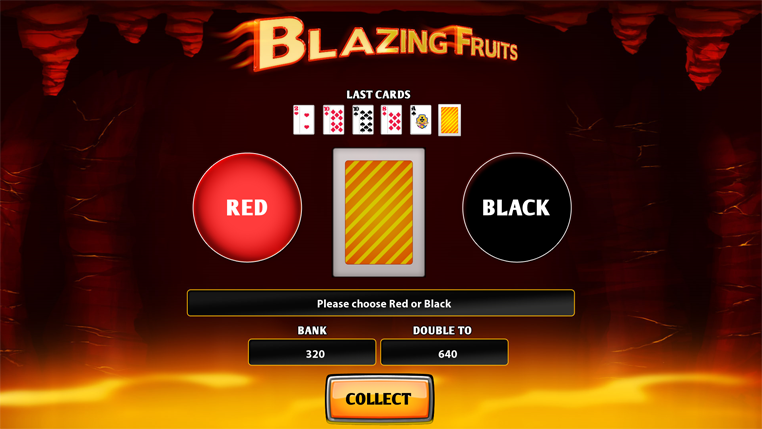 BLAZING FRUITS
LAST CARDS
RED
BLACK
Please choose Red or Black
BANK
DOUBLE TO
320
640
COLLECT